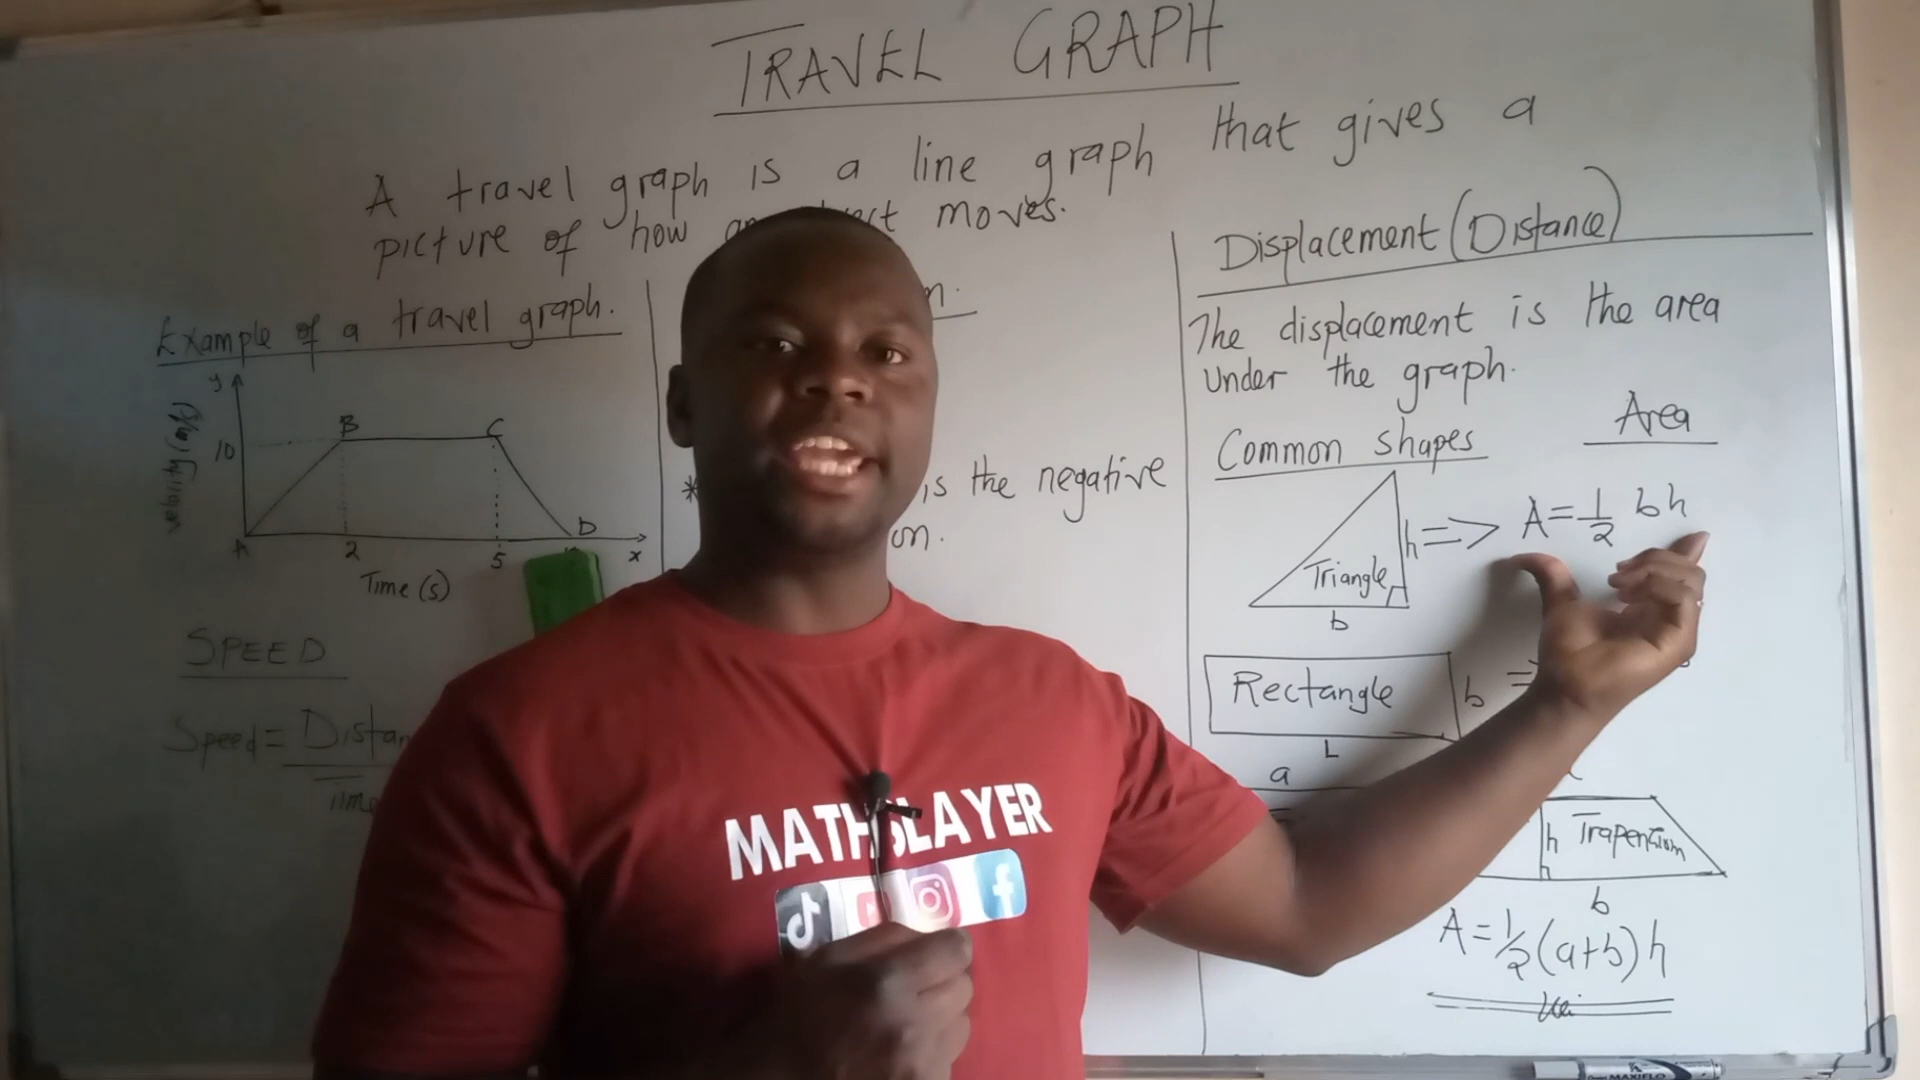 TRAVEL GRAPH
A travel graph is a line graph that gives a
picture of how moves.
Example of a travel graph.
y
velocity (m/s)
10
B
C
A
2
5
D
x
Time (s)
SPEED
Speed =
is the negative
Displacement (Distance)
The displacement is the area
under the graph.
Common shapes
Area
Triangle
h
b
=> A = 1/2 bh
Rectangle
b
L
a
h
Trapezium
b
A = 1/2 (a+b) h
MATHSLAYER
MAXIFLO